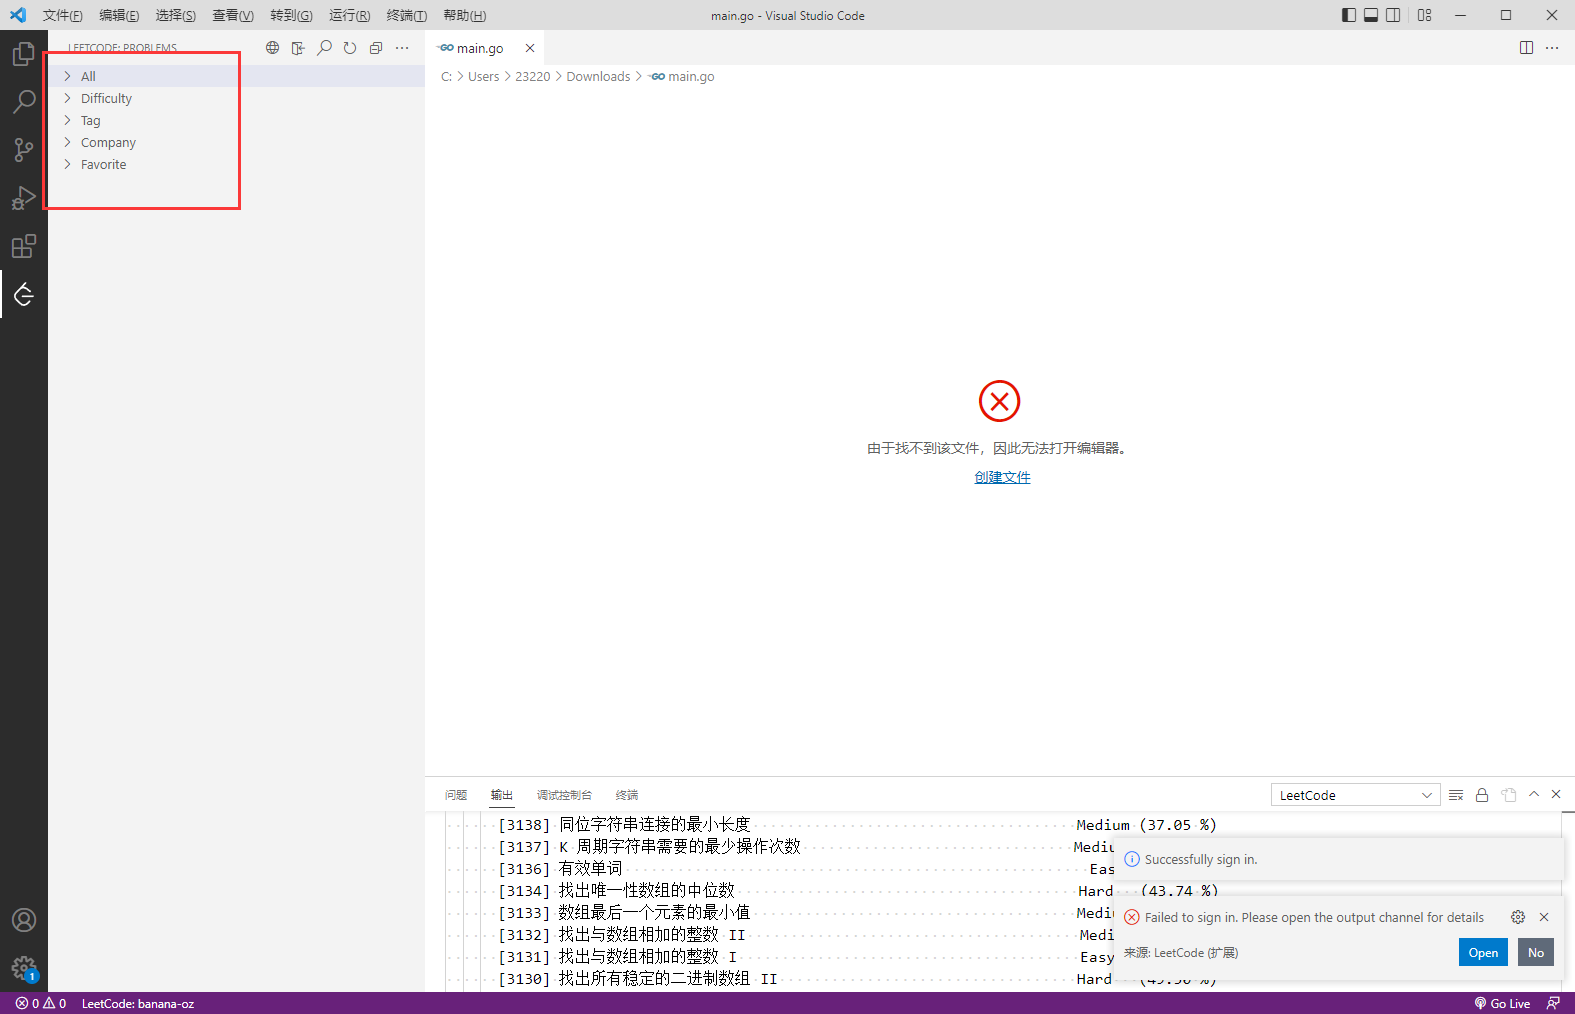 文件(F) 编辑(E) 选择(S) 查看(V) 转到(G) 运行(R) 终端(T) 帮助(H) main.go - Visual Studio Code
LEETCODE: PROBLEMS
GO main.go
C: > Users > 23220 > Downloads > GO main.go
All
Difficulty
Tag
Company
Favorite
由于找不到该文件，因此无法打开编辑器。
创建文件
问题 输出 调试控制台 终端 LeetCode
[3138] 同位字符串连接的最小长度 Medium (37.05 %)
[3137] K 周期字符串需要的最少操作次数
[3136] 有效单词
[3134] 找出唯一性数组的中位数 Hard (43.74 %)
[3133] 数组最后一个元素的最小值
[3132] 找出与数组相加的整数 II
[3131] 找出与数组相加的整数 I Easy
[3130] 找出所有稳定的二进制数组 II Hard
Successfully sign in.
Failed to sign in. Please open the output channel for details
来源: LeetCode (扩展) Open No
1
0 0 LeetCode: banana-oz Go Live